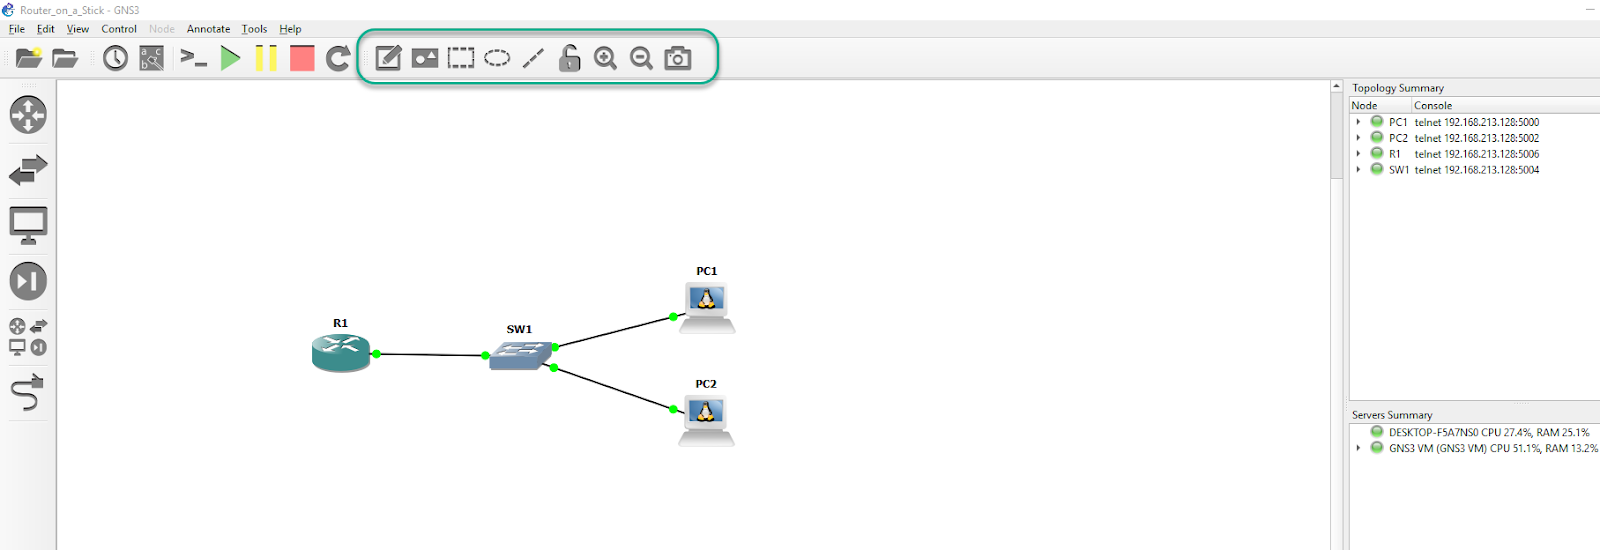 Router_on_a_Stick - GNS3
File Edit View Control Node Annotate Tools Help
Topology Summary
Node Console
PC1 telnet 192.168.213.128:5000
PC2 telnet 192.168.213.128:5002
R1 telnet 192.168.213.128:5006
SW1 telnet 192.168.213.128:5004
PC1
R1
SW1
PC2
Servers Summary
DESKTOP-F5A7NS0 CPU 27.4%, RAM 25.1%
GNS3 VM (GNS3 VM) CPU 51.1%, RAM 13.2%